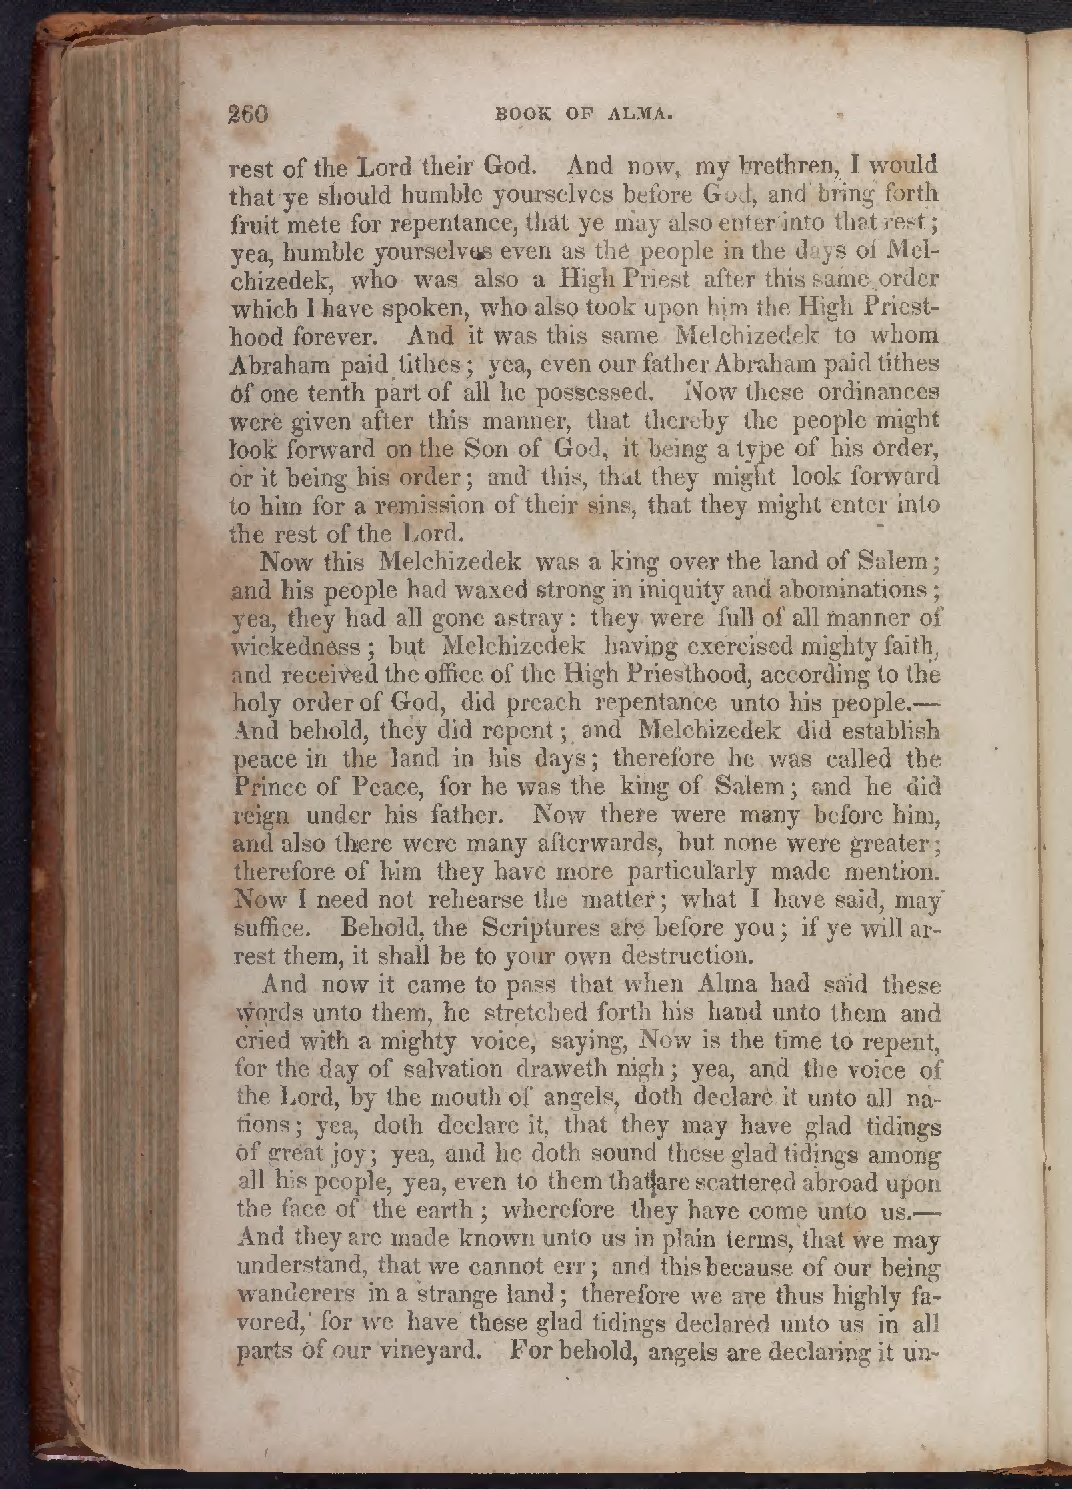 260 BOOK OF ALMA.
rest of the Lord their God. And now, my brethren, I would
that ye should humble yourselves before God, and bring forth
fruit mete for repentance, that ye may also enter into that rest;
yea, humble yourselves even as the people in the days of Mel-
chizedek, who was also a High Priest after this same order
which I have spoken, who also took upon him the High Priest-
hood forever. And it was this same Melchizedek to whom
Abraham paid tithes; yea, even our father Abraham paid tithes
of one tenth part of all he possessed. Now these ordinances
were given after this manner, that thereby the people might
look forward on the Son of God, it being a type of his order,
or it being his order; and this, that they might look forward
to him for a remission of their sins, that they might enter into
the rest of the Lord.
Now this Melchizedek was a king over the land of Salem;
and his people had waxed strong in iniquity and abominations;
yea, they had all gone astray: they were full of all manner of
wickedness; but Melchizedek having exercised mighty faith,
and received the office of the High Priesthood, according to the
holy order of God, did preach repentance unto his people.—
And behold, they did repent; and Melchizedek did establish
peace in the land in his days; therefore he was called the
Prince of Peace, for he was the king of Salem; and he did
reign under his father. Now there were many before him,
and also there were many afterwards, but none were greater;
therefore of him they have more particularly made mention.
Now I need not rehearse the matter; what I have said, may
suffice. Behold, the Scriptures are before you; if ye will ar-
rest them, it shall be to your own destruction.
And now it came to pass that when Alma had said these
words unto them, he stretched forth his hand unto them and
cried with a mighty voice, saying, Now is the time to repent,
for the day of salvation draweth nigh; yea, and the voice of
the Lord, by the mouth of angels, doth declare it unto all na-
tions; yea, doth declare it, that they may have glad tidings
of great joy; yea, and he doth sound these glad tidings among
all his people, yea, even to them that are scattered abroad upon
the face of the earth; wherefore they have come unto us.—
And they are made known unto us in plain terms, that we may
understand, that we cannot err; and this because of our being
wanderers in a strange land; therefore we are thus highly fa-
vored, for we have these glad tidings declared unto us in all
parts of our vineyard. For behold, angels are declaring it un-